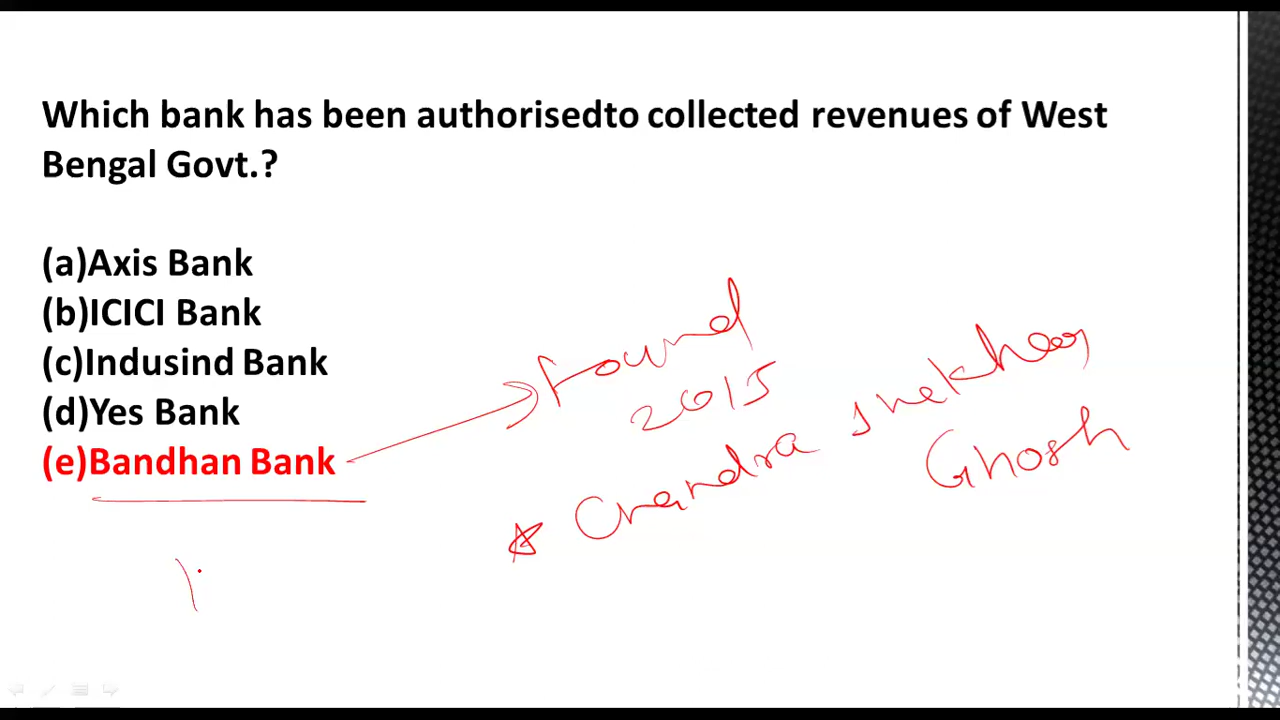 Which bank has been authorisedto collected revenues of West
Bengal Govt.?
(a)Axis Bank
(b)ICICI Bank
(c)Indusind Bank
(d)Yes Bank
(e)Bandhan Bank
Found
2015
Chandra Shekhar
Ghosh